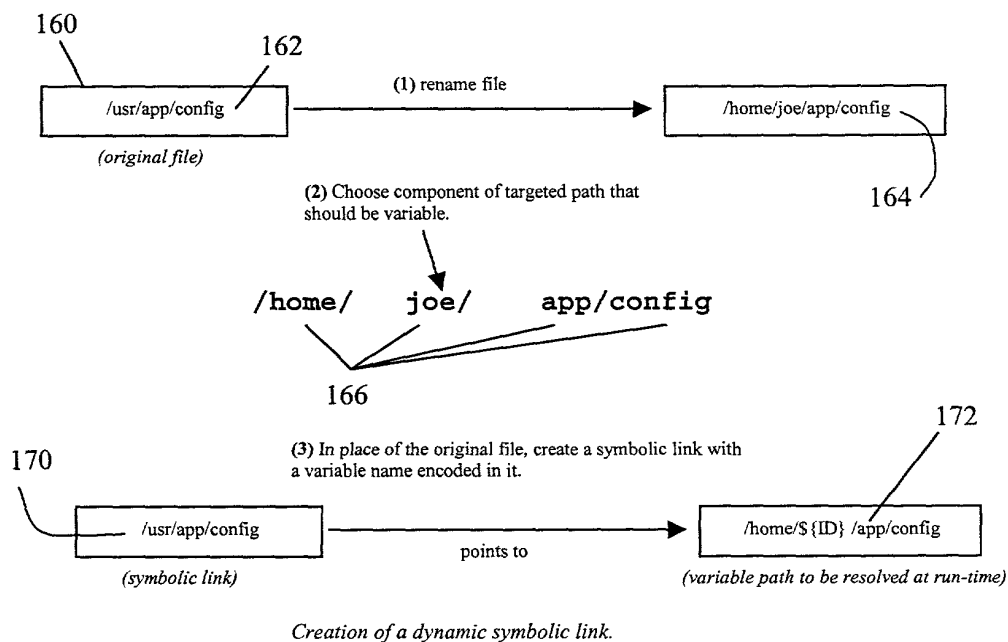 160
162
/usr/app/config
(1) rename file
/home/joe/app/config
(original file)
164
(2) Choose component of targeted path that
should be variable.
/home/ joe/ app/config
166
172
(3) In place of the original file, create a symbolic link with
a variable name encoded in it.
170
/usr/app/config
points to
/home/${ID} /app/config
(symbolic link)
(variable path to be resolved at run-time)
Creation of a dynamic symbolic link.